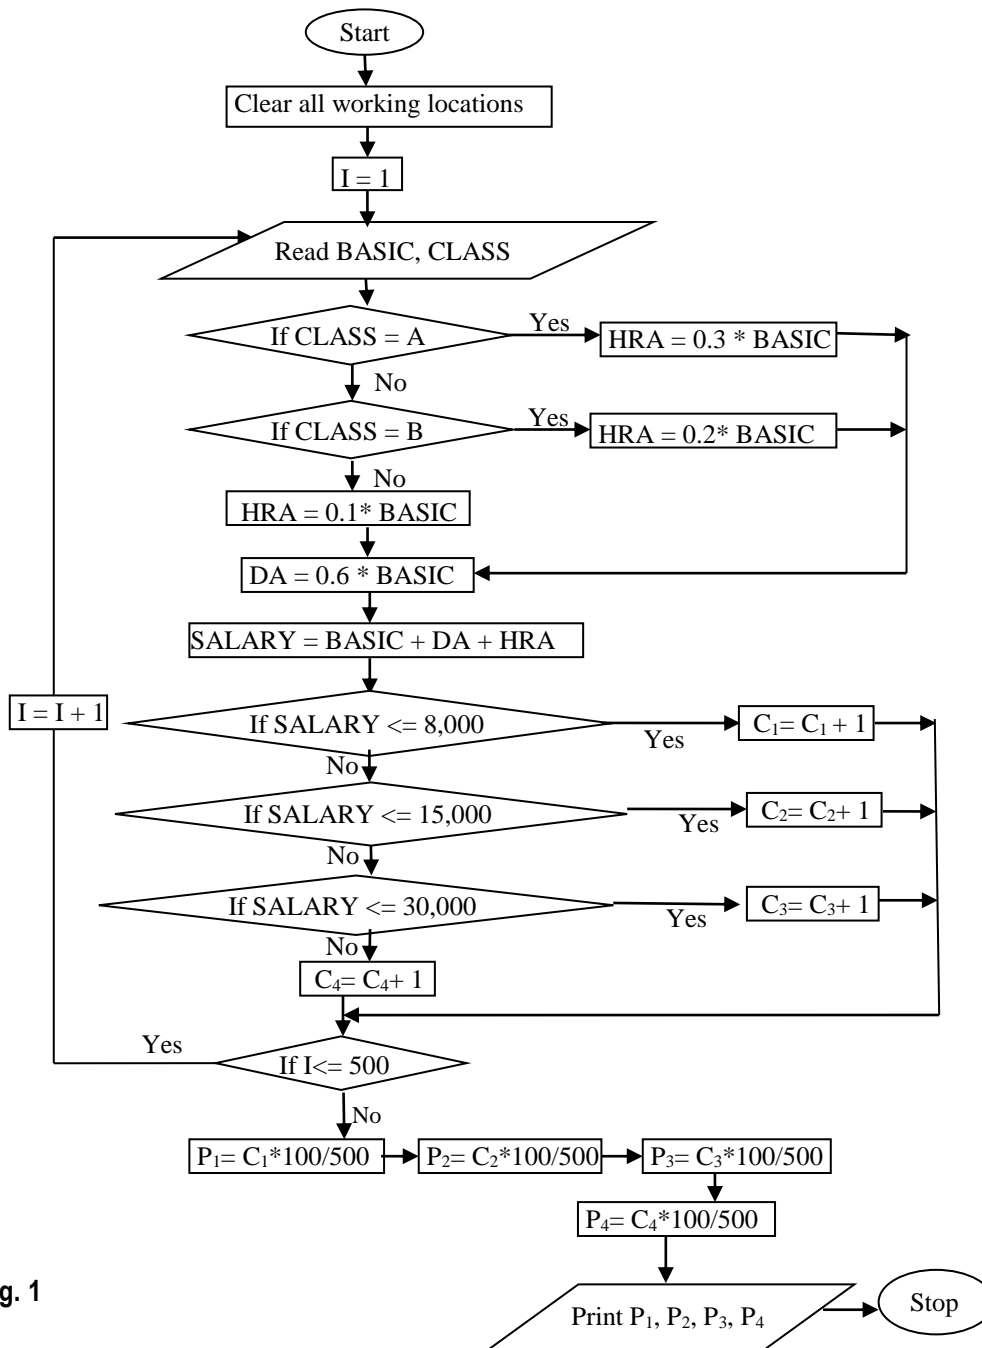 Start
Clear all working locations
I = 1
Read BASIC, CLASS
If CLASS = A
Yes
HRA = 0.3 * BASIC
No
If CLASS = B
Yes
HRA = 0.2* BASIC
No
HRA = 0.1* BASIC
DA = 0.6 * BASIC
SALARY = BASIC + DA + HRA
I = I + 1
If SALARY <= 8,000
Yes
C₁= C₁ + 1
No
If SALARY <= 15,000
Yes
C₂= C₂+ 1
No
If SALARY <= 30,000
Yes
C₃= C₃+ 1
No
C₄= C₄+ 1
Yes
If I<= 500
No
P₁= C₁*100/500
P₂= C₂*100/500
P₃= C₃*100/500
P₄= C₄*100/500
g. 1
Print P₁, P₂, P₃, P₄
Stop